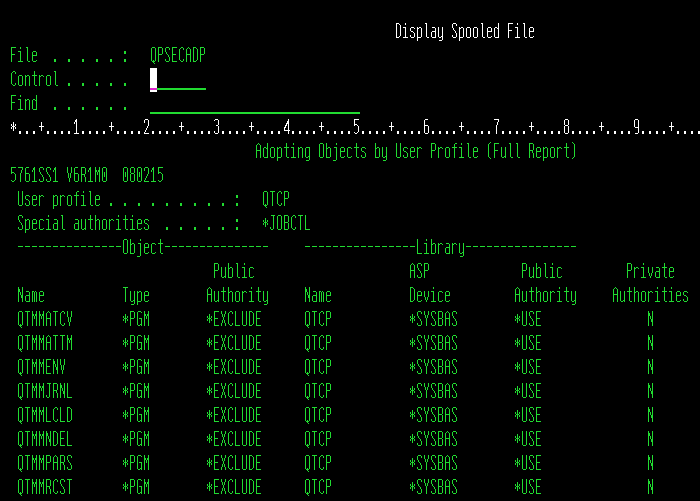 Display Spooled File
File . . . . . : QPSECADP
Control . . . . .
Find . . . . . .
*...+....1....+....2....+....3....+....4....+....5....+....6....+....7....+....8....+....9....+....
Adopting Objects by User Profile (Full Report)
5761SS1 V6R1M0 080215
User profile . . . . . . . . . . : QTCP
Special authorities . . . . . : *JOBCTL
---------------Object--------------- ----------------Library----------------
Public ASP Public Private
Name Type Authority Name Device Authority Authorities
QTMMATCV *PGM *EXCLUDE QTCP *SYSBAS *USE N
QTMMATTM *PGM *EXCLUDE QTCP *SYSBAS *USE N
QTMMENV *PGM *EXCLUDE QTCP *SYSBAS *USE N
QTMMJRNL *PGM *EXCLUDE QTCP *SYSBAS *USE N
QTMMLCLD *PGM *EXCLUDE QTCP *SYSBAS *USE N
QTMMNDEL *PGM *EXCLUDE QTCP *SYSBAS *USE N
QTMMPARS *PGM *EXCLUDE QTCP *SYSBAS *USE N
QTMMRCST *PGM *EXCLUDE QTCP *SYSBAS *USE N